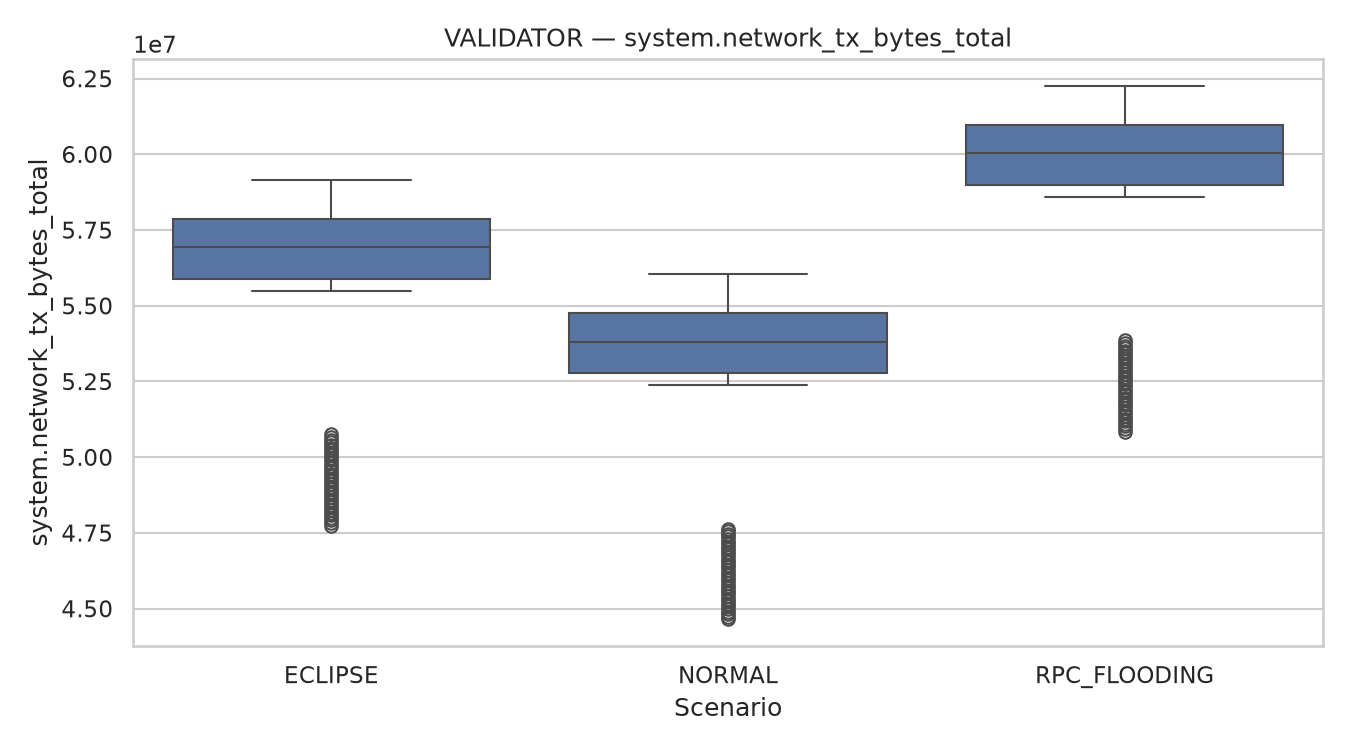 VALIDATOR — system.network_tx_bytes_total
1e7
6.25
6.00
5.75
5.50
5.25
5.00
4.75
4.50
system.network_tx_bytes_total
ECLIPSE
NORMAL
RPC_FLOODING
Scenario